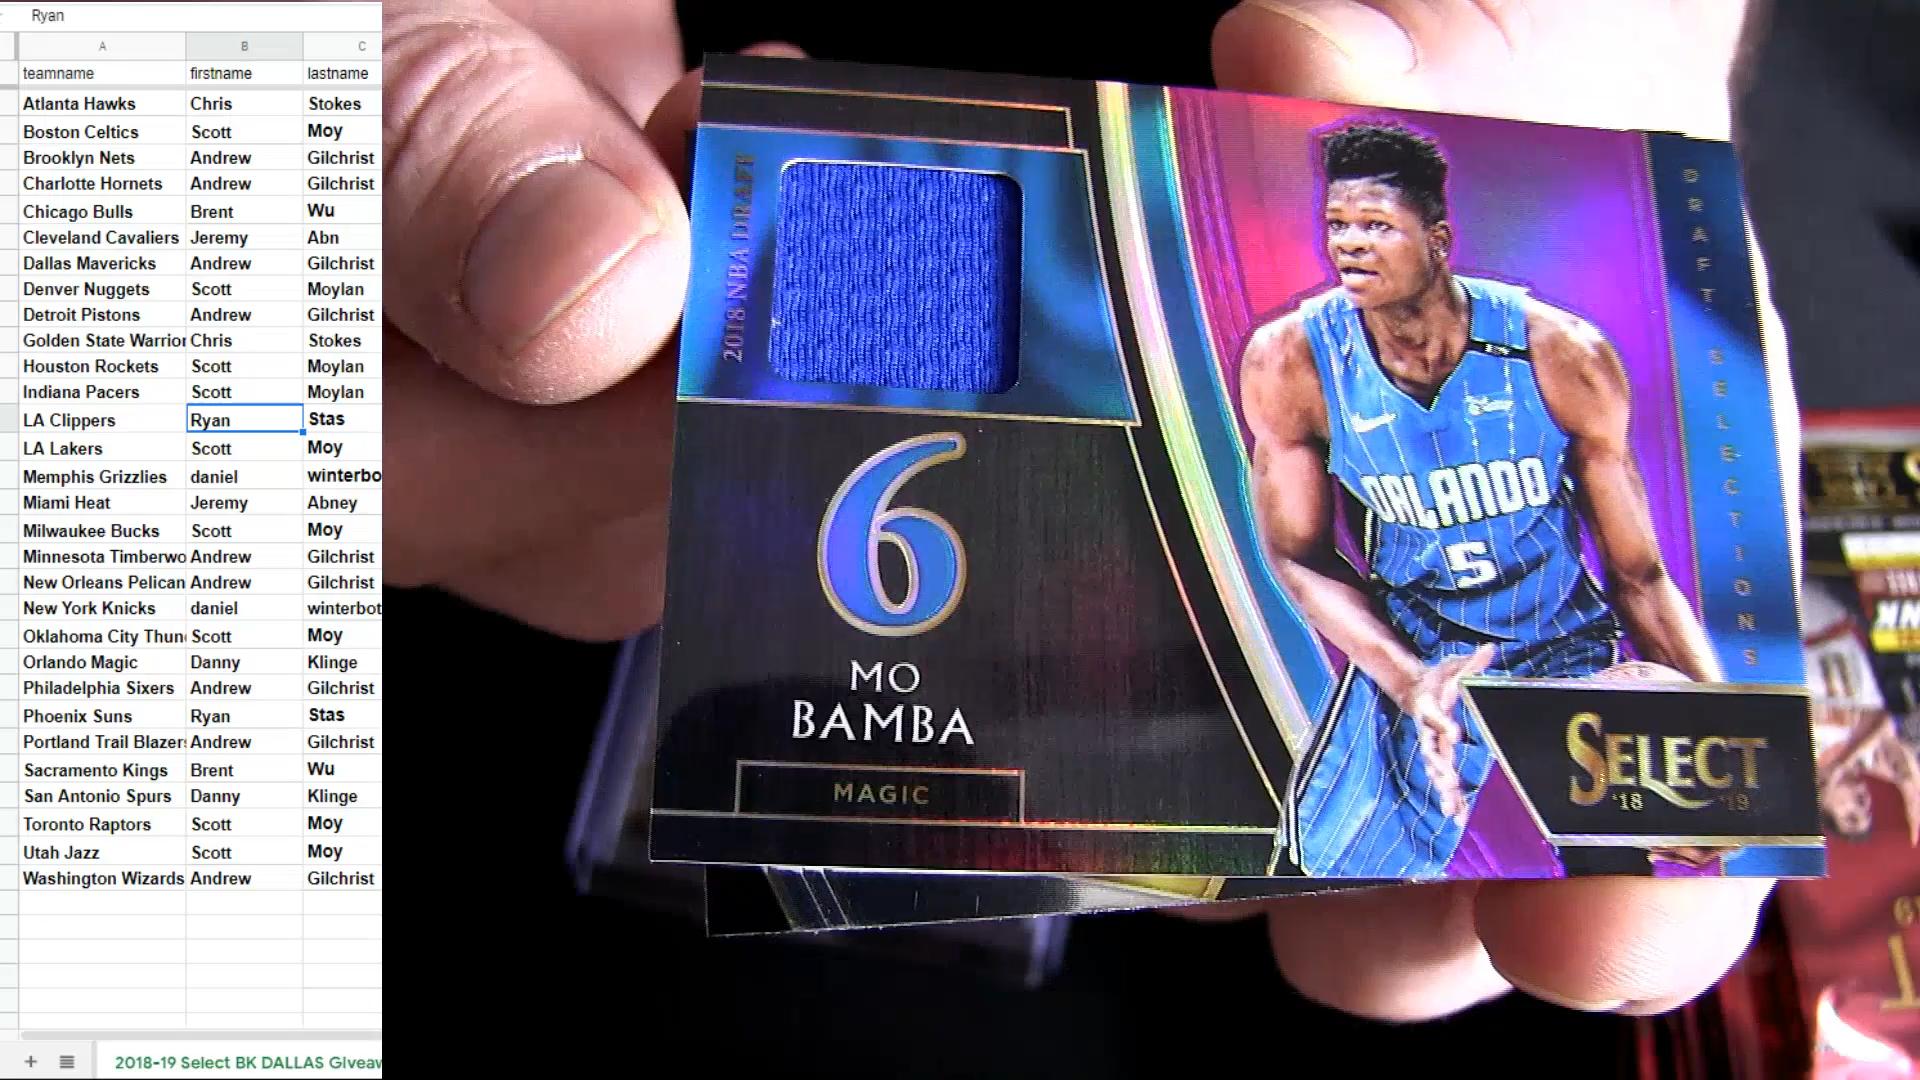 Ryan
A B C
teamname firstname lastname
Atlanta Hawks Chris Stokes
Boston Celtics Scott Moy
Brooklyn Nets Andrew Gilchrist
Charlotte Hornets Andrew Gilchrist
Chicago Bulls Brent Wu
Cleveland Cavaliers Jeremy Abn
Dallas Mavericks Andrew Gilchrist
Denver Nuggets Scott Moylan
Detroit Pistons Andrew Gilchrist
Golden State Warrior Chris Stokes
Houston Rockets Scott Moylan
Indiana Pacers Scott Moylan
LA Clippers Ryan Stas
LA Lakers Scott Moy
Memphis Grizzlies daniel winterbo
Miami Heat Jeremy Abney
Milwaukee Bucks Scott Moy
Minnesota Timberwo Andrew Gilchrist
New Orleans Pelican Andrew Gilchrist
New York Knicks daniel winterbot
Oklahoma City Thun Scott Moy
Orlando Magic Danny Klinge
Philadelphia Sixers Andrew Gilchrist
Phoenix Suns Ryan Stas
Portland Trail Blazers Andrew Gilchrist
Sacramento Kings Brent Wu
San Antonio Spurs Danny Klinge
Toronto Raptors Scott Moy
Utah Jazz Scott Moy
Washington Wizards Andrew Gilchrist
2018-19 Select BK DALLAS Giveaw
2018 NBA DRAFT
6
MO
BAMBA
MAGIC
ORLANDO
5
DRAFT SELECTIONS
SELECT
'18 '19